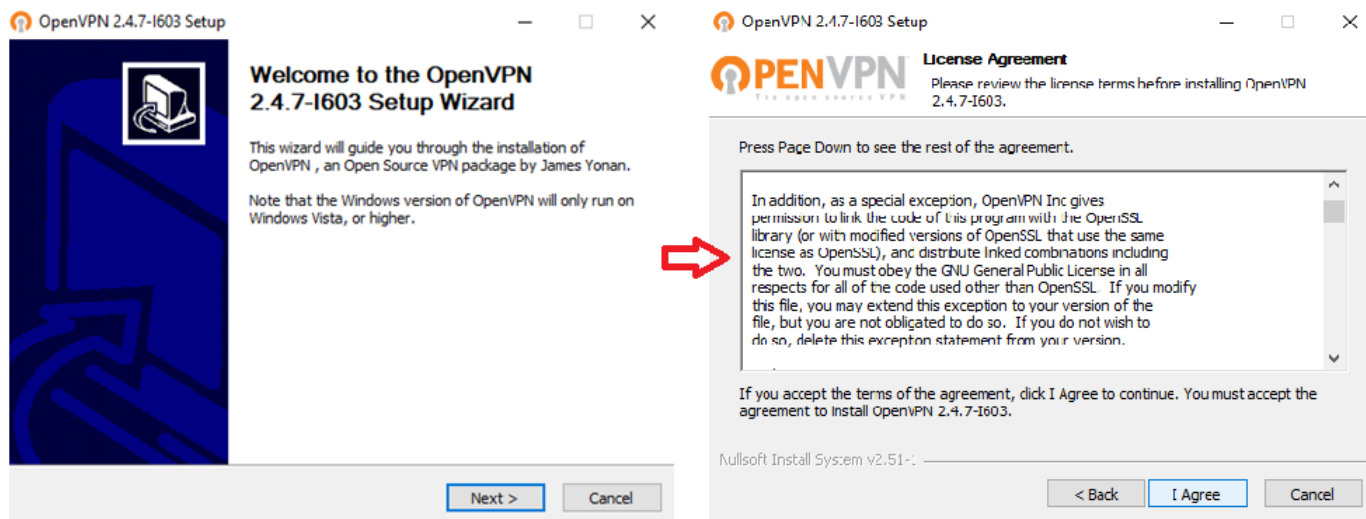 OpenVPN 2.4.7-I603 Setup
Welcome to the OpenVPN
2.4.7-I603 Setup Wizard
This wizard will guide you through the installation of
OpenVPN , an Open Source VPN package by James Yonan.
Note that the Windows version of OpenVPN will only run on
Windows Vista, or higher.
Next >
Cancel
OpenVPN 2.4.7-I603 Setup
OPENVPN
The open source VPN
License Agreement
Please review the license terms before installing OpenVPN
2.4.7-I603.
Press Page Down to see the rest of the agreement.
In addition, as a special exception, OpenVPN Inc gives
permission to link the code of this program with the OpenSSL
library (or with modified versions of OpenSSL that use the same
license as OpenSSL), and distribute linked combinations including
the two. You must obey the GNU General Public License in all
respects for all of the code used other than OpenSSL. If you modify
this file, you may extend this exception to your version of the
file, but you are not obligated to do so. If you do not wish to
do so, delete this exception statement from your version.
If you accept the terms of the agreement, click I Agree to continue. You must accept the
agreement to install OpenVPN 2.4.7-I603.
Nullsoft Install System v2.51-1
< Back
I Agree
Cancel